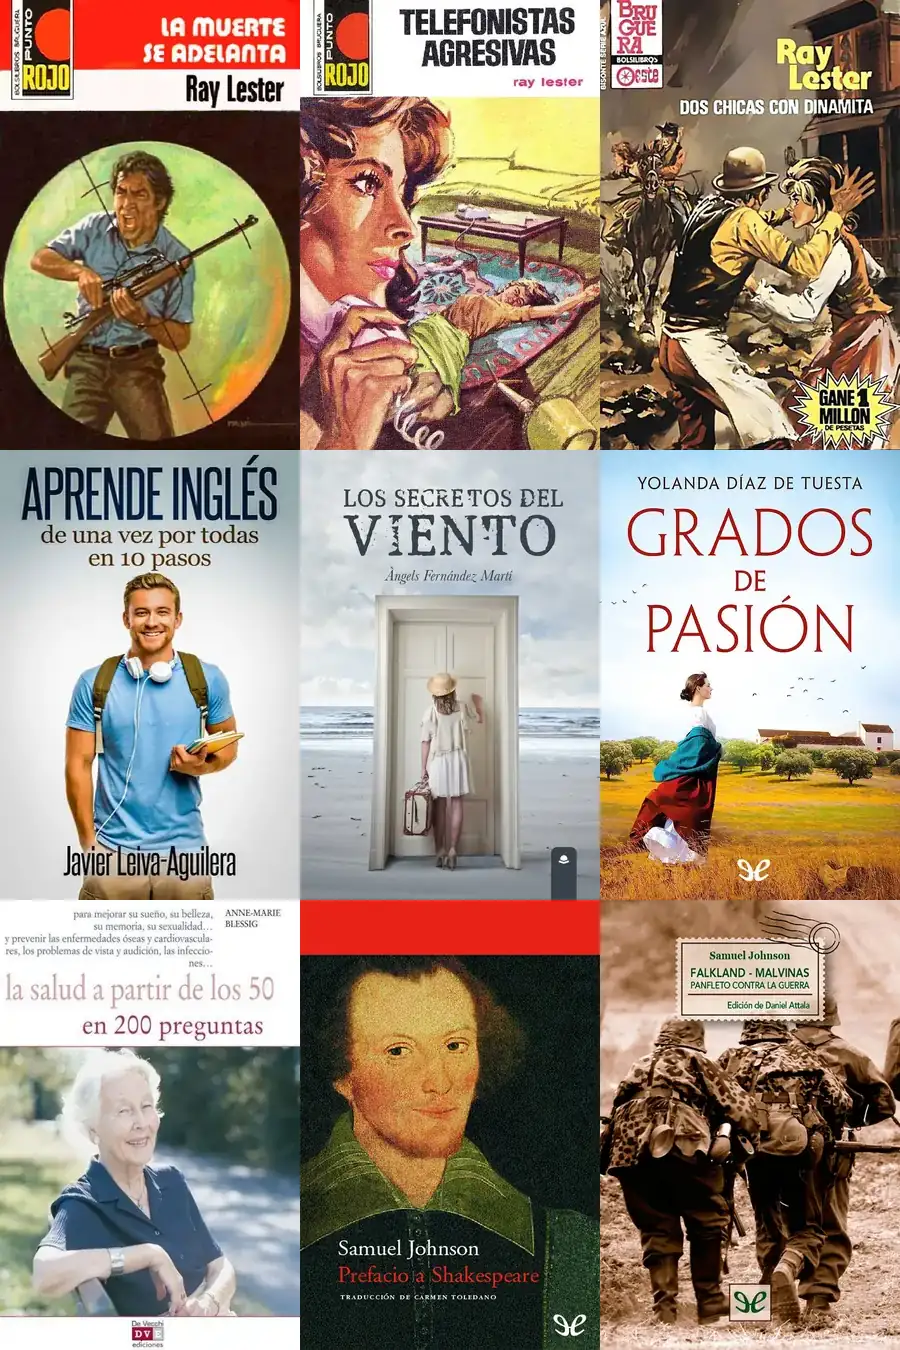 BOLSILIBROS BRUGUERA
PUNTO
ROJO
LA MUERTE
SE ADELANTA
Ray Lester
BOLSILIBROS BRUGUERA
PUNTO
ROJO
TELEFONISTAS
AGRESIVAS
ray lester
BISONTE SERIE AZUL
BRU
GUE
RA
BOLSILIBROS
Oeste
Ray
Lester
DOS CHICAS CON DINAMITA
GANE 1
MILLON
DE PESETAS
APRENDE INGLÉS
de una vez por todas
en 10 pasos
Javier Leiva-Aguilera
LOS SECRETOS DEL
VIENTO
Àngels Fernández Martí
YOLANDA DÍAZ DE TUESTA
GRADOS
DE
PASIÓN
para mejorar su sueño, su belleza,
su memoria, su sexualidad...
y prevenir las enfermedades óseas y cardiovascula-
res, los problemas de vista y audición, las infeccio-
nes...
ANNE-MARIE
BLESSIG
la salud a partir de los 50
en 200 preguntas
De Vecchi
DVE
ediciones
Samuel Johnson
Prefacio a Shakespeare
TRADUCCIÓN DE CARMEN TOLEDANO
Samuel Johnson
FALKLAND - MALVINAS
PANFLETO CONTRA LA GUERRA
Edición de Daniel Attala